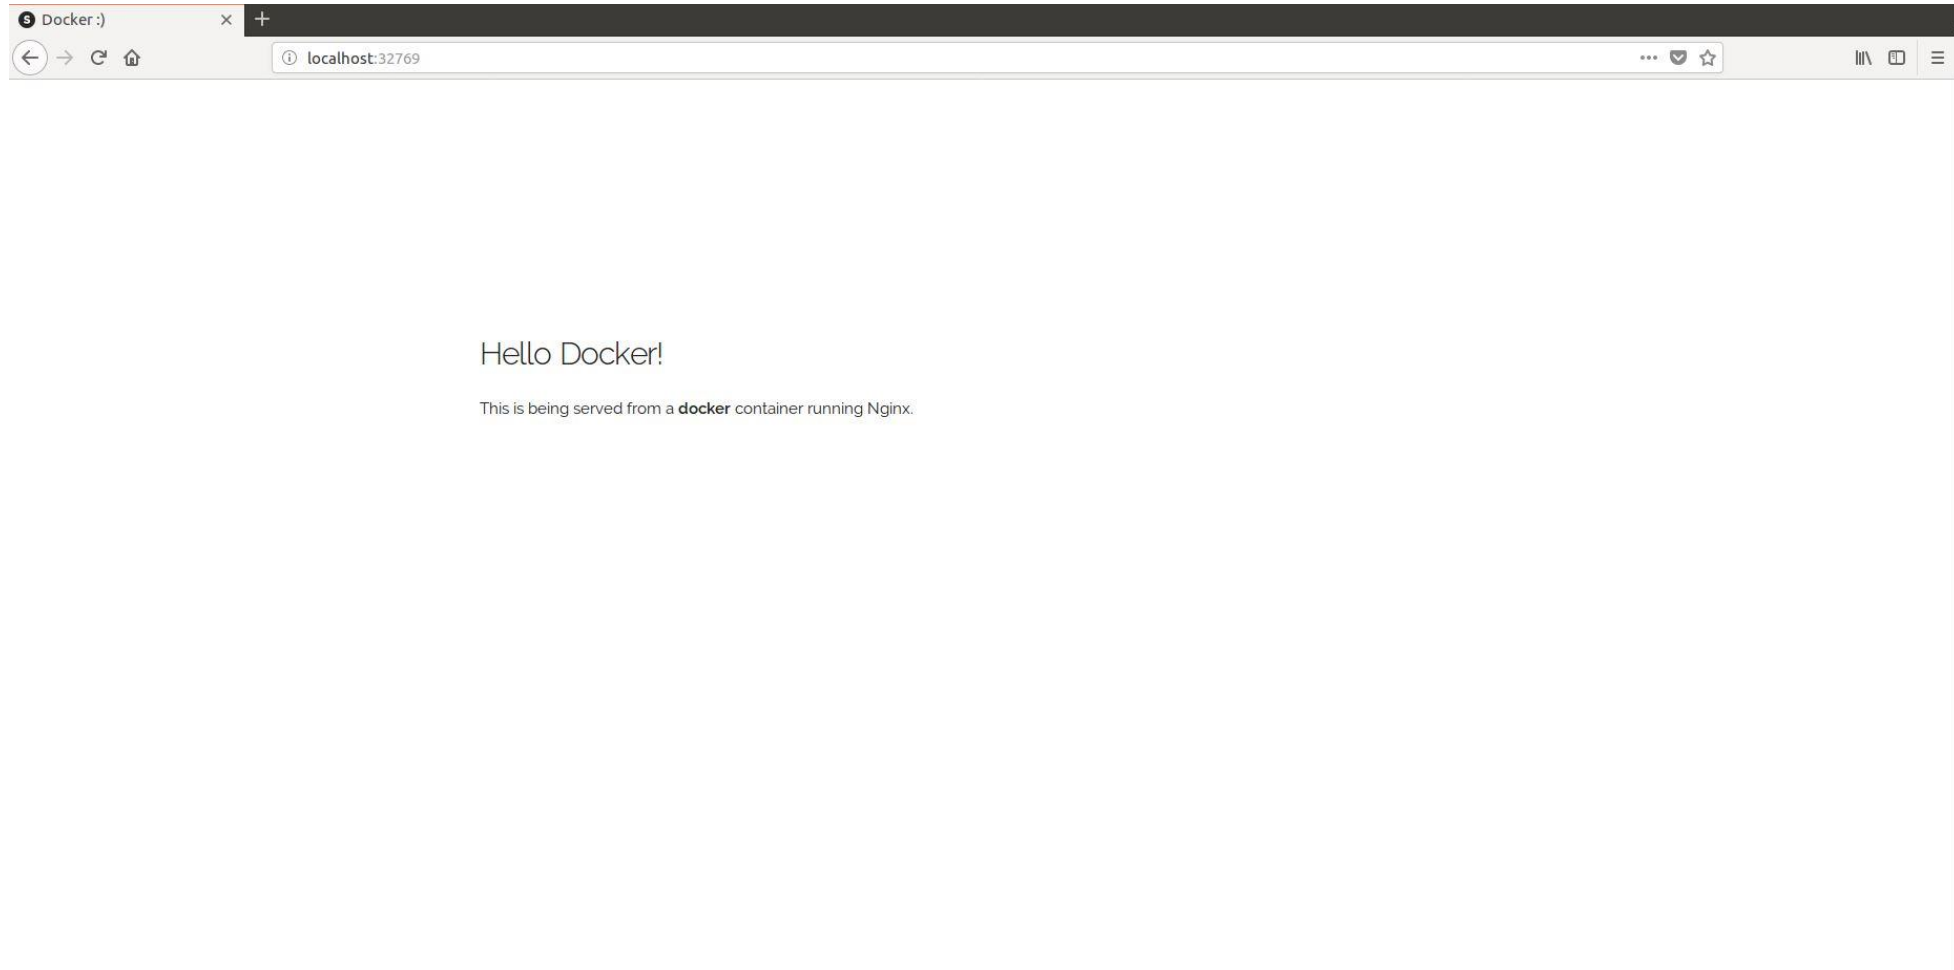 S Docker :)
localhost:32769
Hello Docker!
This is being served from a docker container running Nginx.